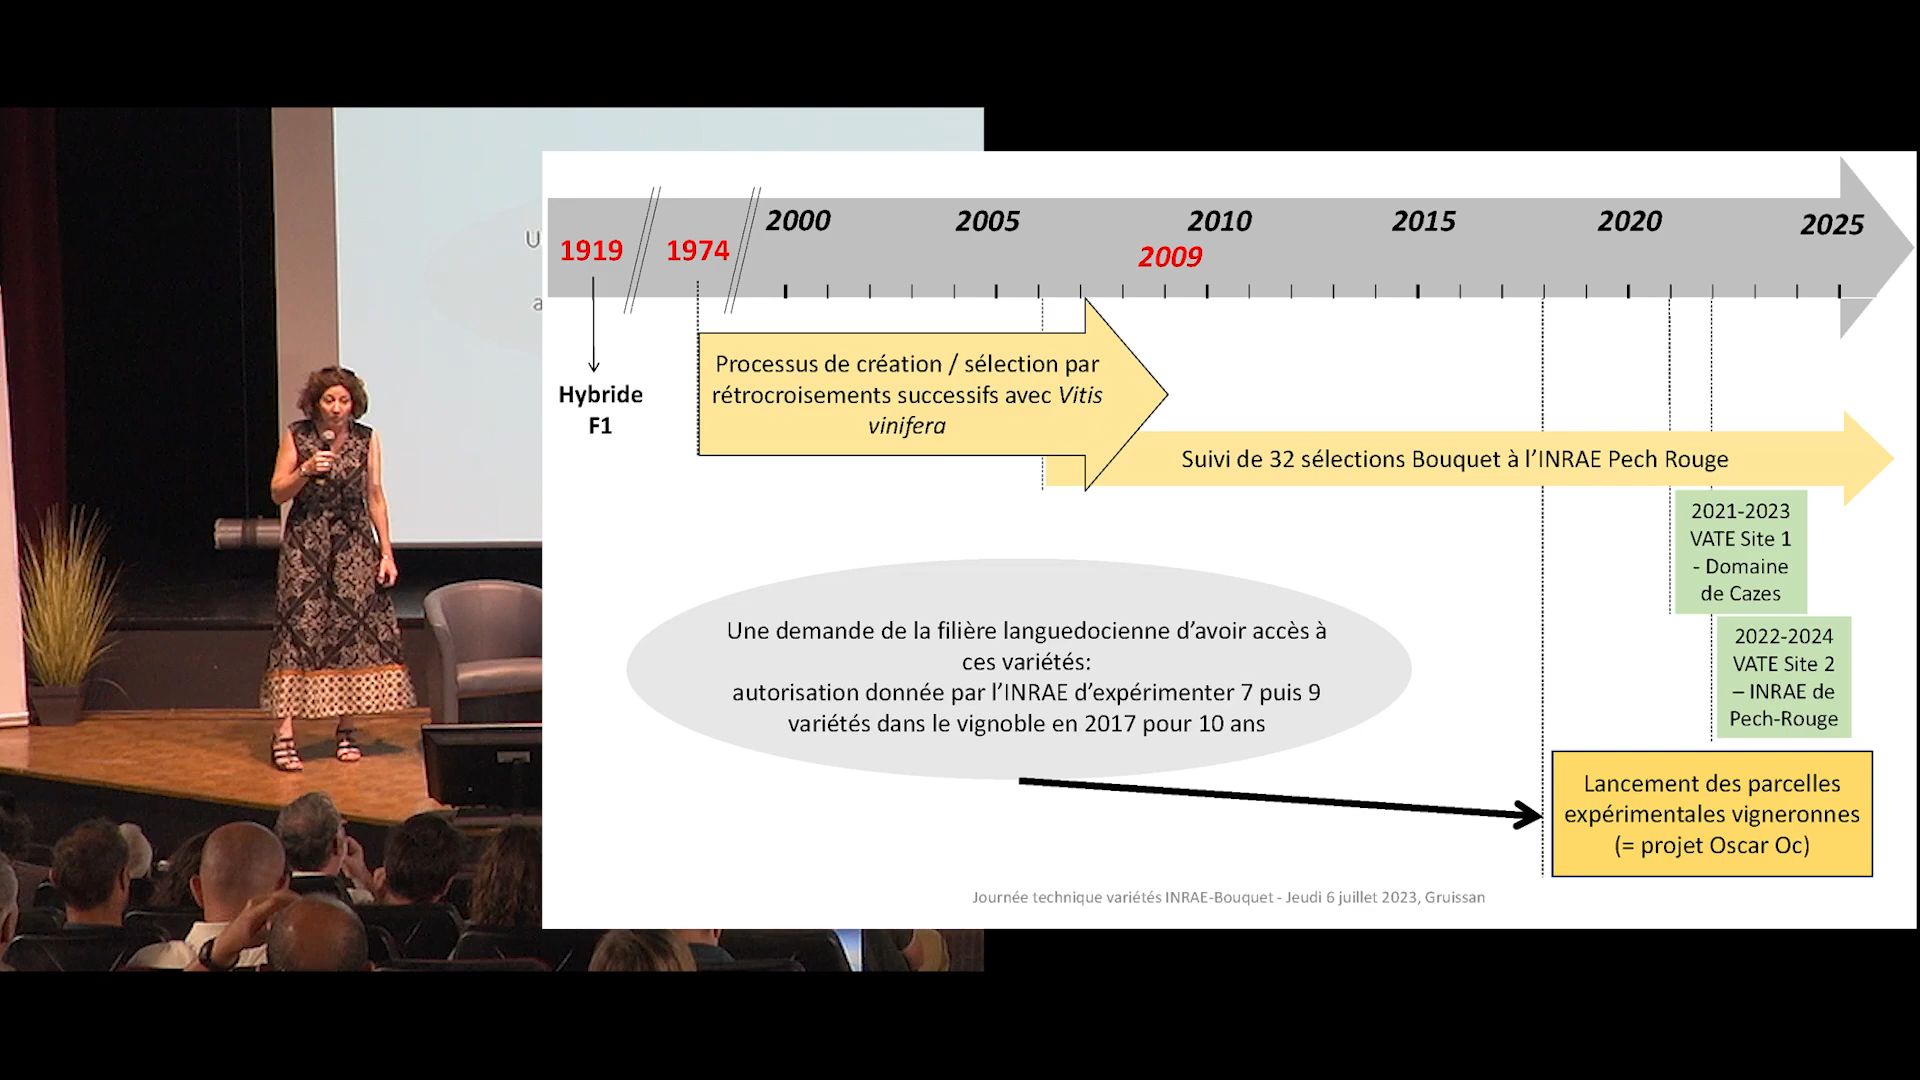 2000
2005
2010
2015
2020
2025
1919
1974
2009
Hybride
F1
Processus de création / sélection par
rétrocroisements successifs avec Vitis
vinifera
Suivi de 32 sélections Bouquet à l’INRAE Pech Rouge
2021-2023
VATE Site 1
- Domaine
de Cazes
2022-2024
VATE Site 2
– INRAE de
Pech-Rouge
Une demande de la filière languedocienne d’avoir accès à
ces variétés:
autorisation donnée par l’INRAE d’expérimenter 7 puis 9
variétés dans le vignoble en 2017 pour 10 ans
Lancement des parcelles
expérimentales vigneronnes
(= projet Oscar Oc)
Journée technique variétés INRAE-Bouquet - Jeudi 6 juillet 2023, Gruissan